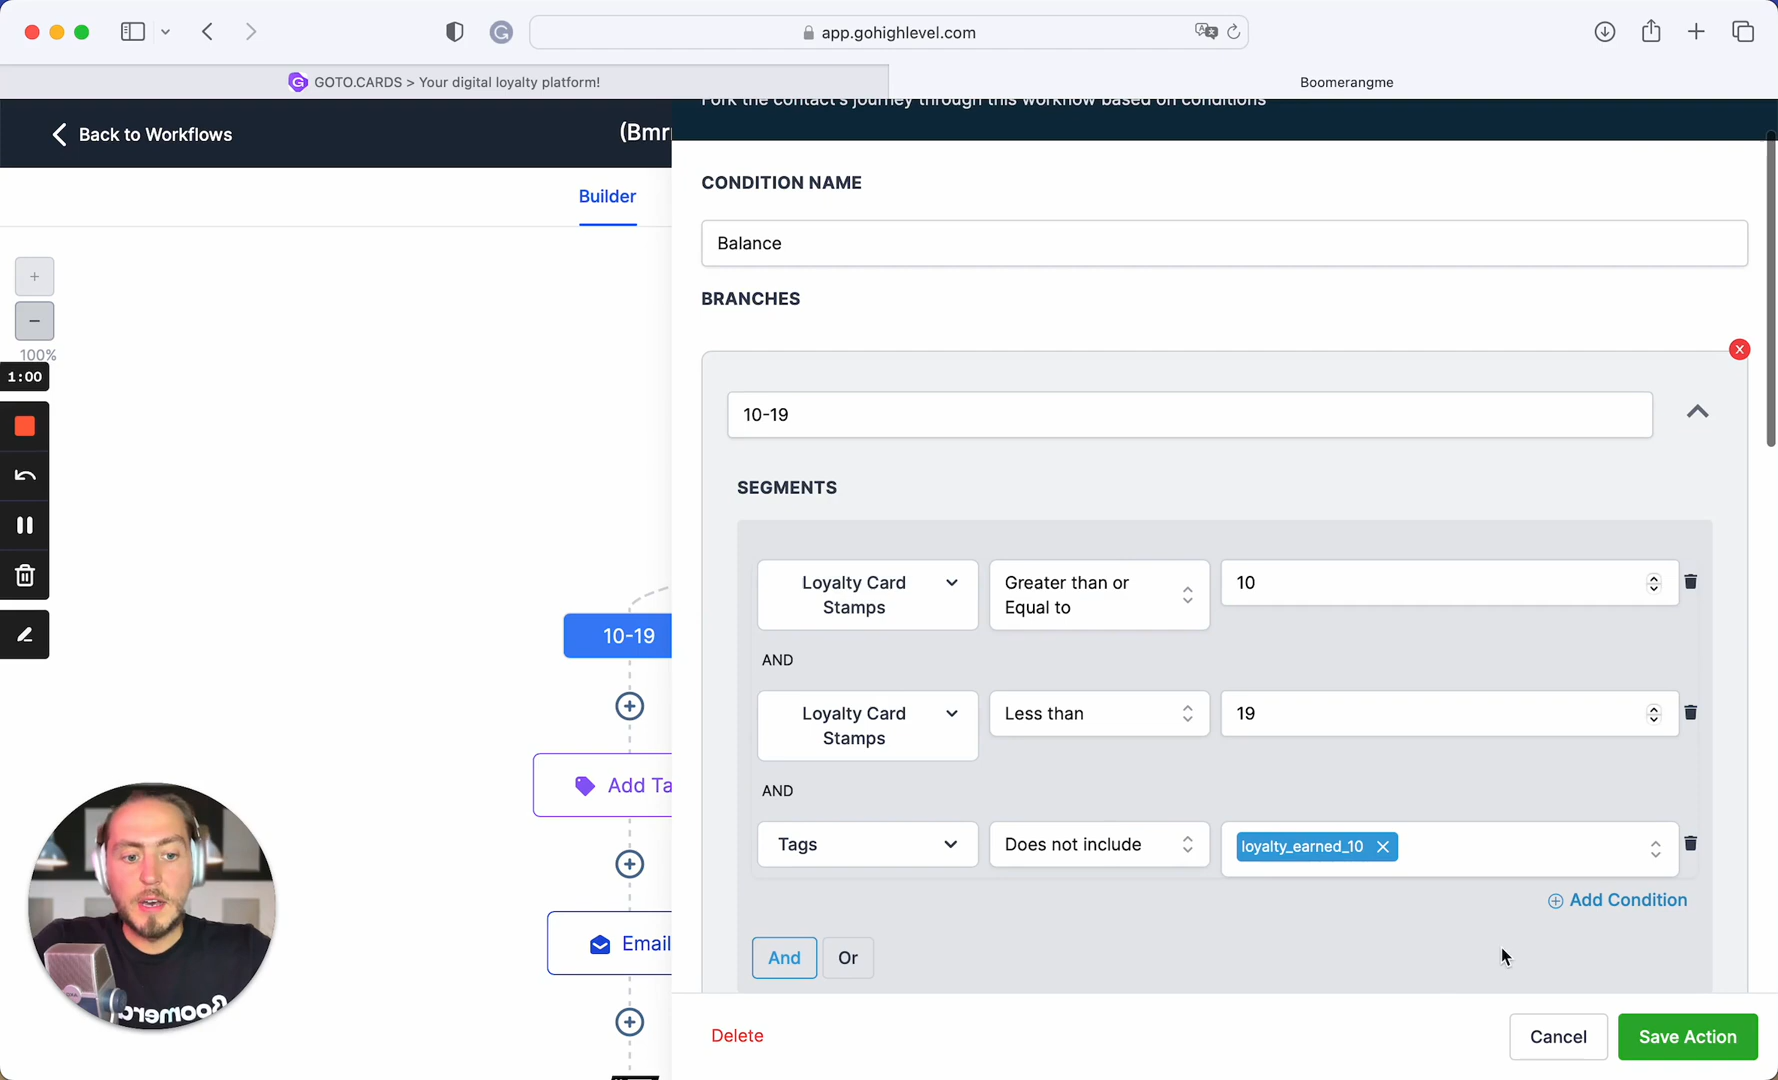 app.gohighlevel.com
GOTO.CARDS > Your digital loyalty platform!
Boomerangme
Fork the contact's journey through this workflow based on conditions
Back to Workflows
(Bmr
Builder
CONDITION NAME
Balance
BRANCHES
100%
1:00
10-19
SEGMENTS
Loyalty Card Stamps
Greater than or Equal to
10
AND
Loyalty Card Stamps
Less than
19
AND
Tags
Does not include
loyalty_earned_10
Add Condition
And
Or
10-19
Add Ta
Email
Delete
Cancel
Save Action